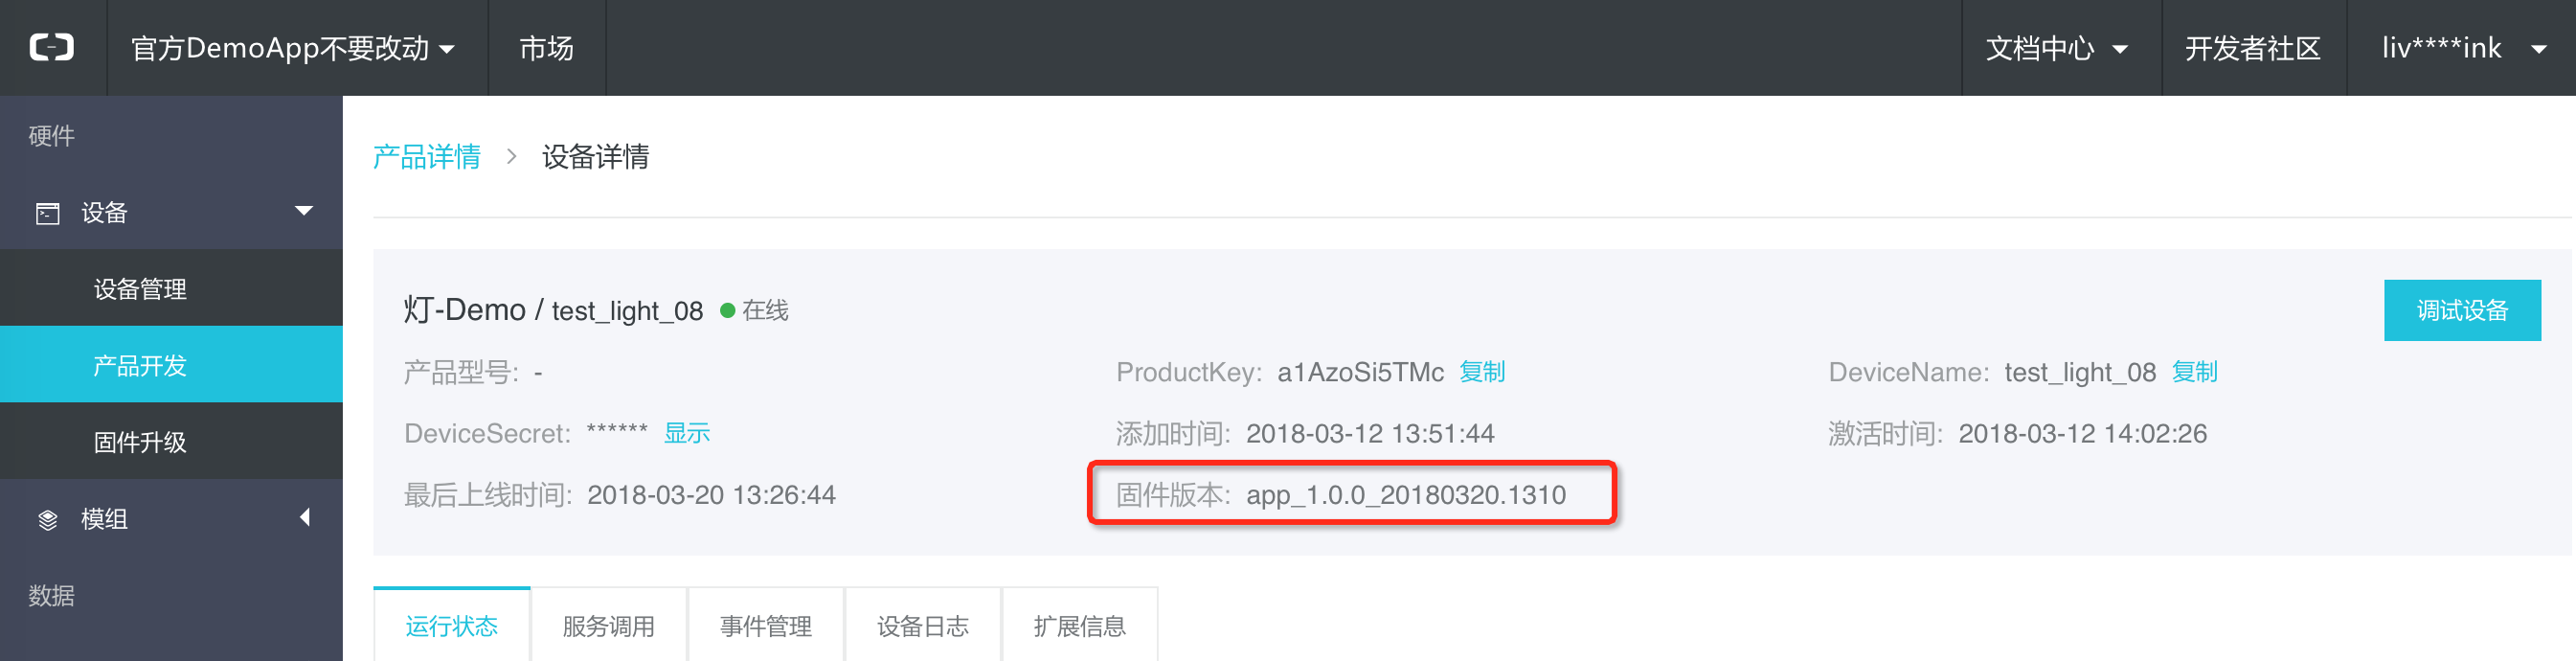 官方DemoApp不要改动 市场 文档中心 开发者社区 liv****ink
硬件
产品详情 > 设备详情
设备
设备管理
灯-Demo / test_light_08 在线 调试设备
产品开发
产品型号: - ProductKey: a1AzoSi5TMc 复制 DeviceName: test_light_08 复制
固件升级
DeviceSecret: ****** 显示 添加时间: 2018-03-12 13:51:44 激活时间: 2018-03-12 14:02:26
最后上线时间: 2018-03-20 13:26:44 固件版本: app_1.0.0_20180320.1310
模组
数据
运行状态 服务调用 事件管理 设备日志 扩展信息